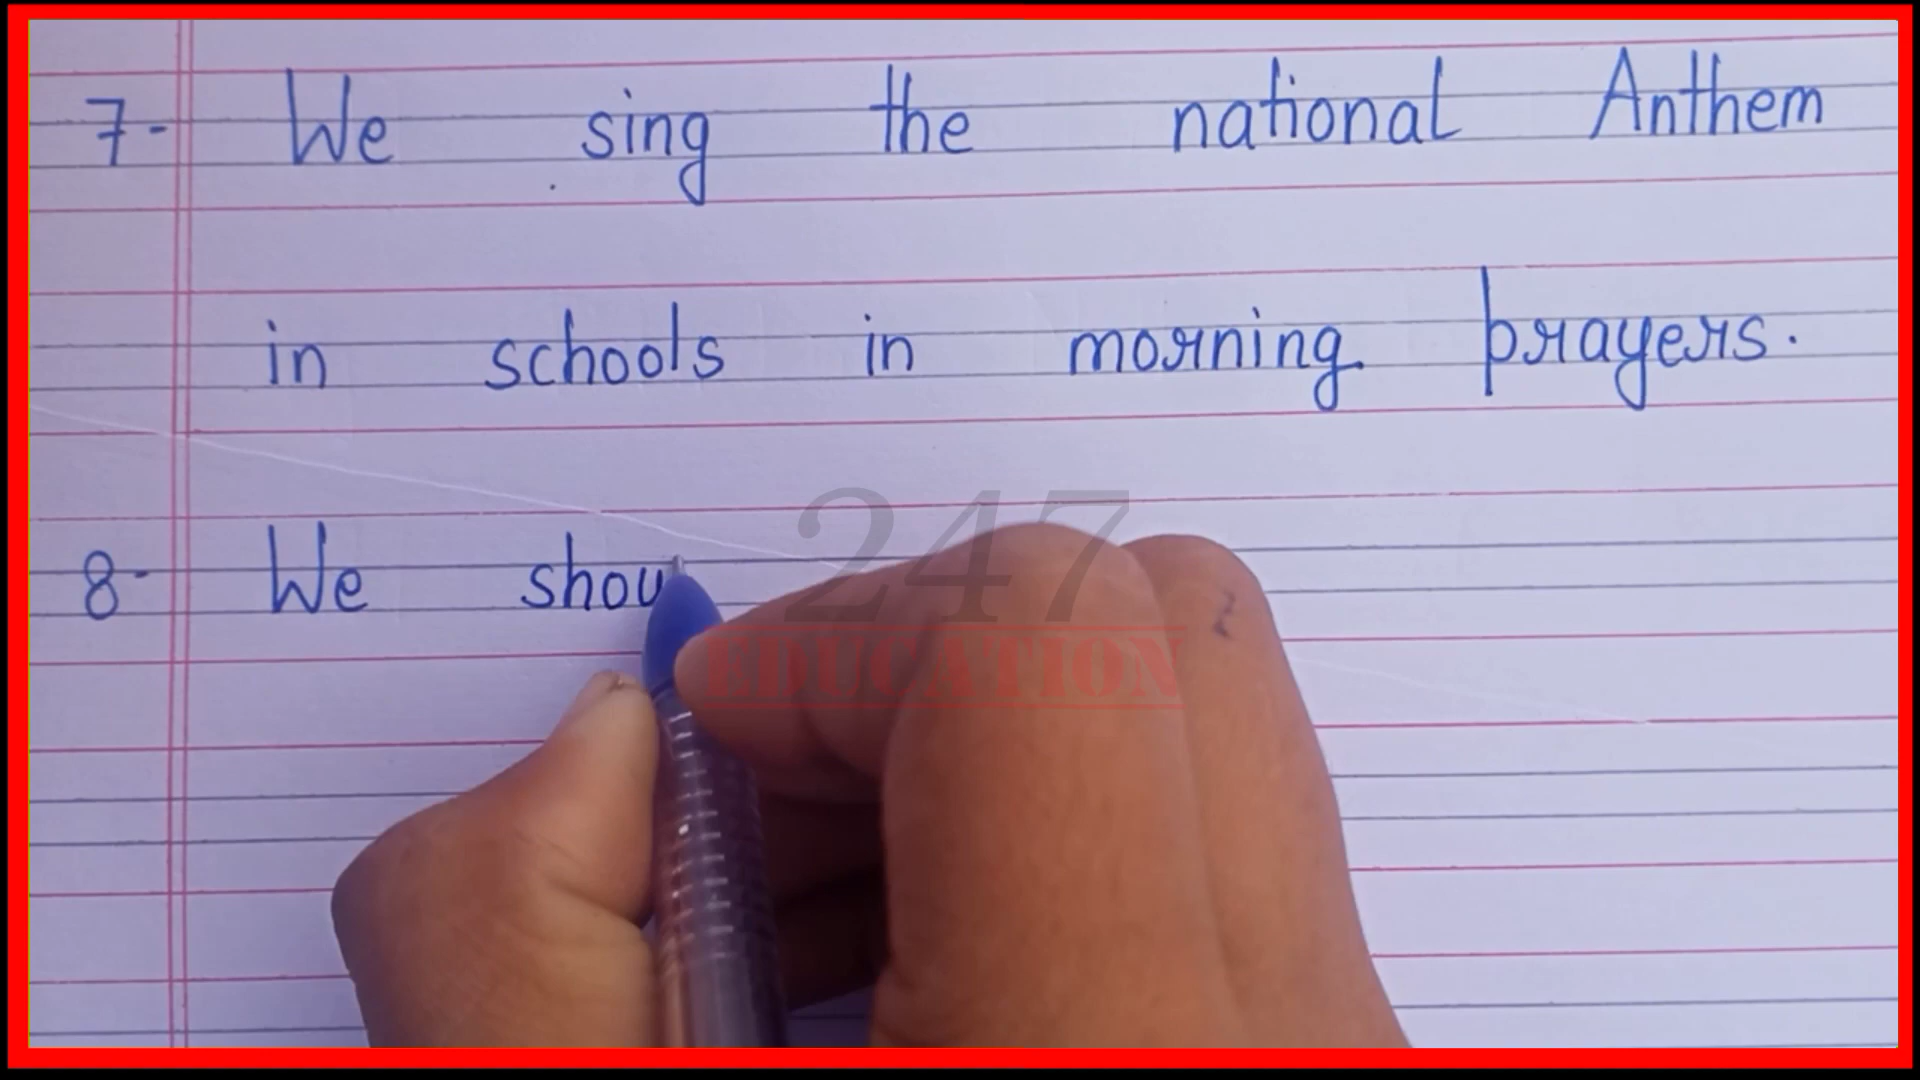 7- We sing the national Anthem
in schools in morning prayers.
8- We shou
247
EDUCATION